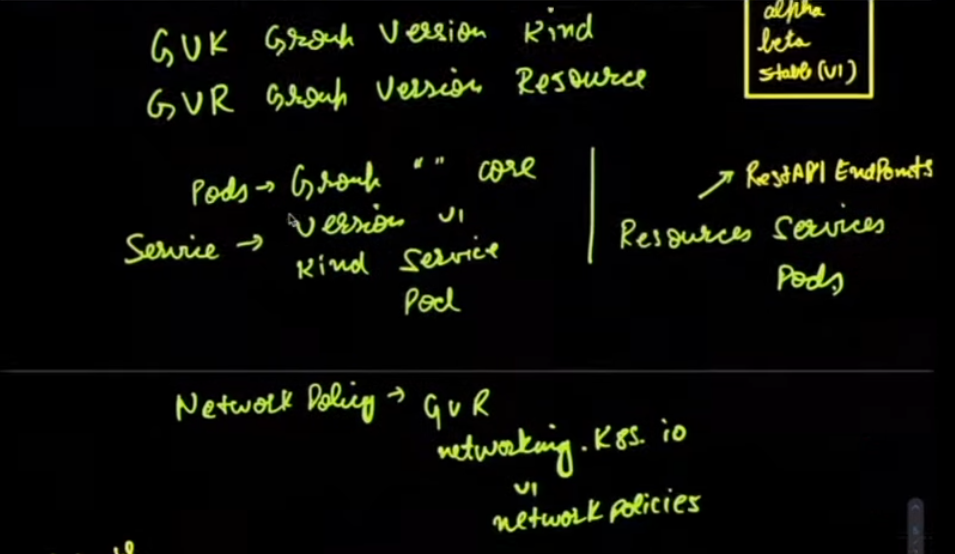 GVK Group Version Kind
GVR Group Version Resource
alpha
beta
stable (v1)
Pods → Group "" core
Service → Version v1
Kind Service
Pod
→ RestAPI EndPoints
Resources Services
Pods
Network Policy → GVR
networking.K8S.io
v1
network policies